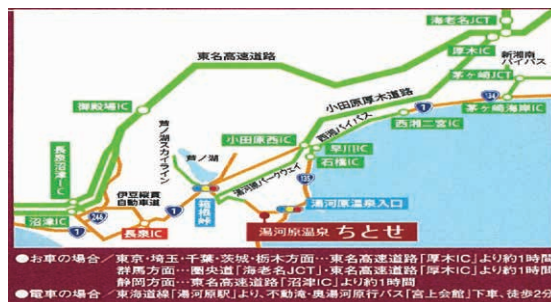 海老名JCT
厚木IC
新湘南
バイパス
東名高速道路
茅ヶ崎JCT
小田原厚木道路
134
御殿場IC
1
茅ヶ崎海岸IC
西湘バイパス
西湘二宮IC
芦ノ湖
スカイライン
芦ノ湖
小田原西IC
早川IC
石橋IC
長泉沼津IC
伊豆縦貫
自動車道
湯河原パークウェイ
135
沼津IC
246
1
箱根峠
湯河原温泉入口
長泉IC
湯河原温泉 ちとせ
●お車の場合／東京・埼玉・千葉・茨城・栃木方面…東名高速道路「厚木IC」より約1時間
群馬方面…圏央道「海老名JCT」・東名高速道路「厚木IC」より約1時間
静岡方面…東名高速道路「沼津IC」より約1時間
●電車の場合／東海道線「湯河原駅」より、不動滝・奥湯河原行バス「宮上会館」下車、徒歩2分